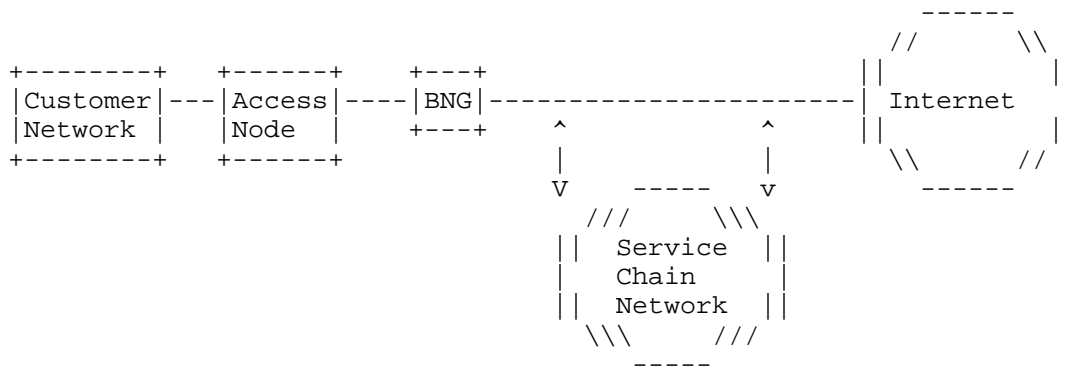 Customer Access BNG Internet
Network Node
Service
Chain
Network